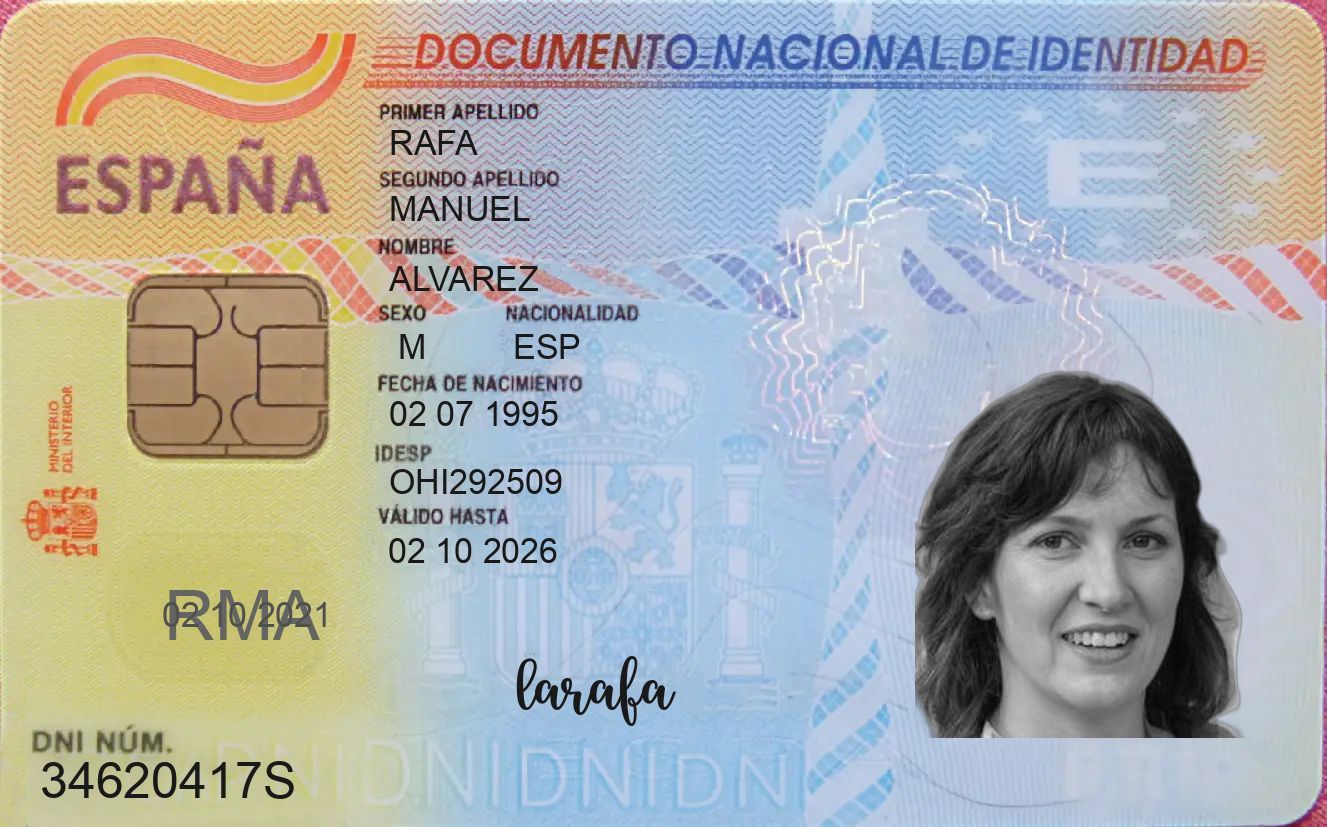 DOCUMENTO NACIONAL DE IDENTIDAD
ESPAÑA
E
PRIMER APELLIDO
RAFA
SEGUNDO APELLIDO
MANUEL
NOMBRE
ALVAREZ
SEXO NACIONALIDAD
M ESP
FECHA DE NACIMIENTO
02 07 1995
IDESP
OHI292509
VÁLIDO HASTA
02 10 2026
MINISTERIO
DEL INTERIOR
RMA
02 10 2021
larafa
DNI NÚM.
34620417S
DNIDNIDNIDNI